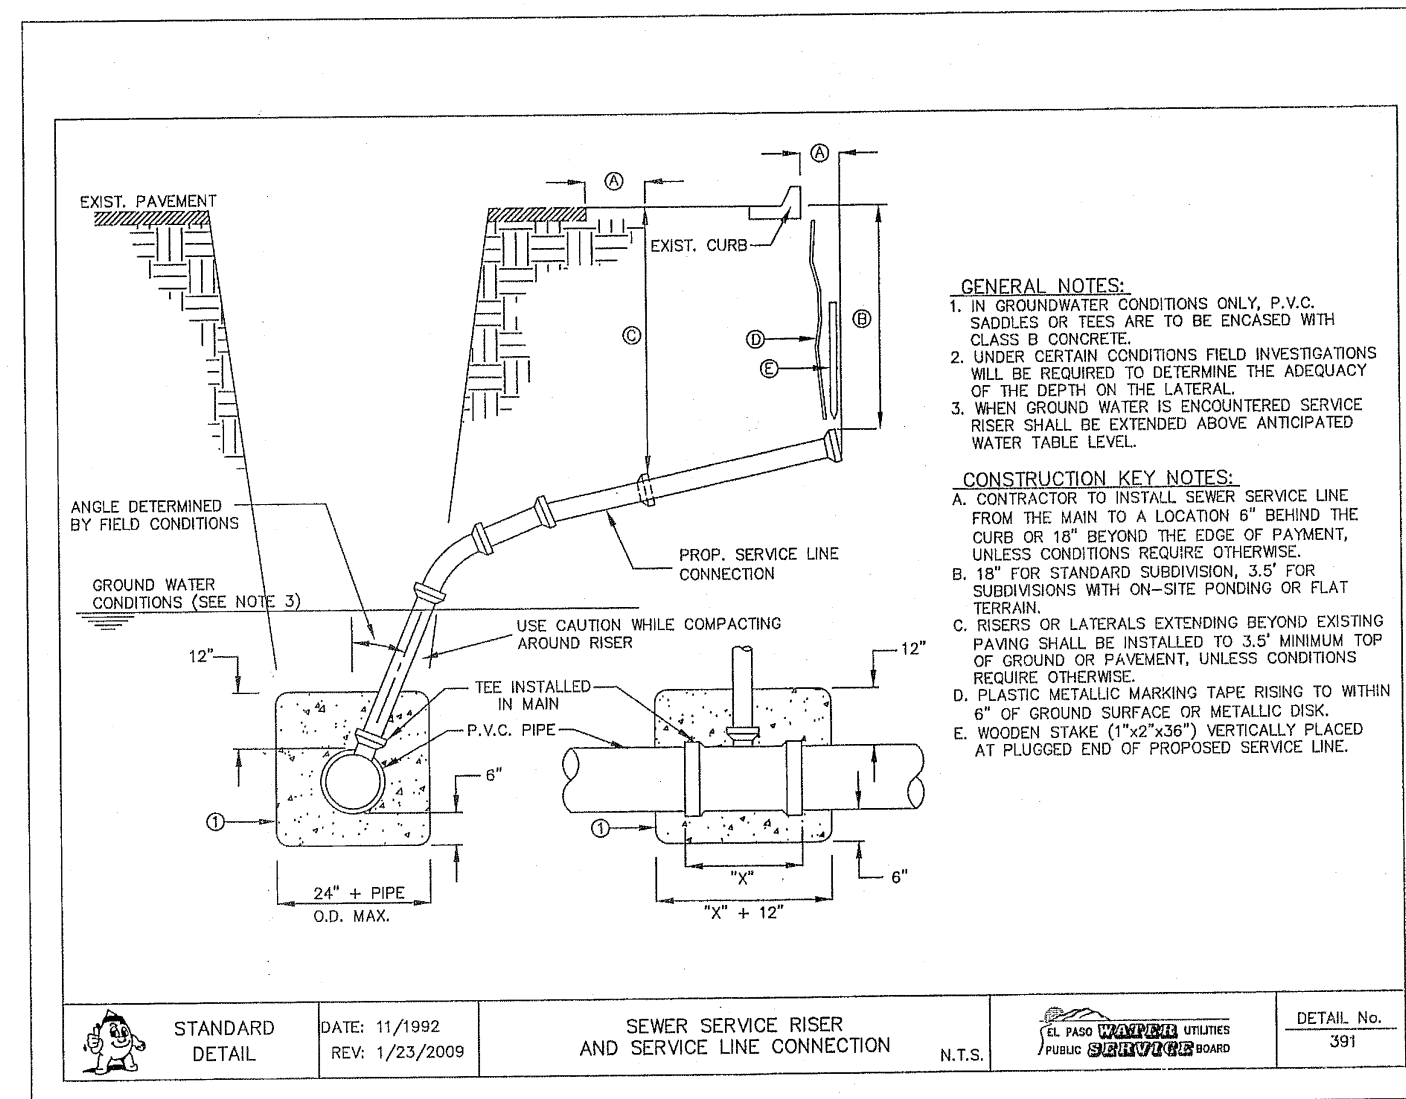 EXIST. PAVEMENT
A
A
EXIST. CURB
C
B
D
E
ANGLE DETERMINED
BY FIELD CONDITIONS
PROP. SERVICE LINE
CONNECTION
GROUND WATER
CONDITIONS (SEE NOTE 3)
USE CAUTION WHILE COMPACTING
AROUND RISER
12"
12"
TEE INSTALLED
IN MAIN
P.V.C. PIPE
6"
1
1
24" + PIPE
O.D. MAX.
"X"
6"
"X" + 12"
GENERAL NOTES:
1. IN GROUNDWATER CONDITIONS ONLY, P.V.C.
SADDLES OR TEES ARE TO BE ENCASED WITH
CLASS B CONCRETE.
2. UNDER CERTAIN CONDITIONS FIELD INVESTIGATIONS
WILL BE REQUIRED TO DETERMINE THE ADEQUACY
OF THE DEPTH ON THE LATERAL.
3. WHEN GROUND WATER IS ENCOUNTERED SERVICE
RISER SHALL BE EXTENDED ABOVE ANTICIPATED
WATER TABLE LEVEL.
CONSTRUCTION KEY NOTES:
A. CONTRACTOR TO INSTALL SEWER SERVICE LINE
FROM THE MAIN TO A LOCATION 6" BEHIND THE
CURB OR 18" BEYOND THE EDGE OF PAYMENT,
UNLESS CONDITIONS REQUIRE OTHERWISE.
B. 18" FOR STANDARD SUBDIVISION, 3.5' FOR
SUBDIVISIONS WITH ON-SITE PONDING OR FLAT
TERRAIN.
C. RISERS OR LATERALS EXTENDING BEYOND EXISTING
PAVING SHALL BE INSTALLED TO 3.5' MINIMUM TOP
OF GROUND OR PAVEMENT, UNLESS CONDITIONS
REQUIRE OTHERWISE.
D. PLASTIC METALLIC MARKING TAPE RISING TO WITHIN
6" OF GROUND SURFACE OR METALLIC DISK.
E. WOODEN STAKE (1"x2"x36") VERTICALLY PLACED
AT PLUGGED END OF PROPOSED SERVICE LINE.
STANDARD
DETAIL
DATE: 11/1992
REV: 1/23/2009
SEWER SERVICE RISER
AND SERVICE LINE CONNECTION
N.T.S.
EL PASO WATER UTILITIES
PUBLIC SERVICE BOARD
DETAIL No.
391